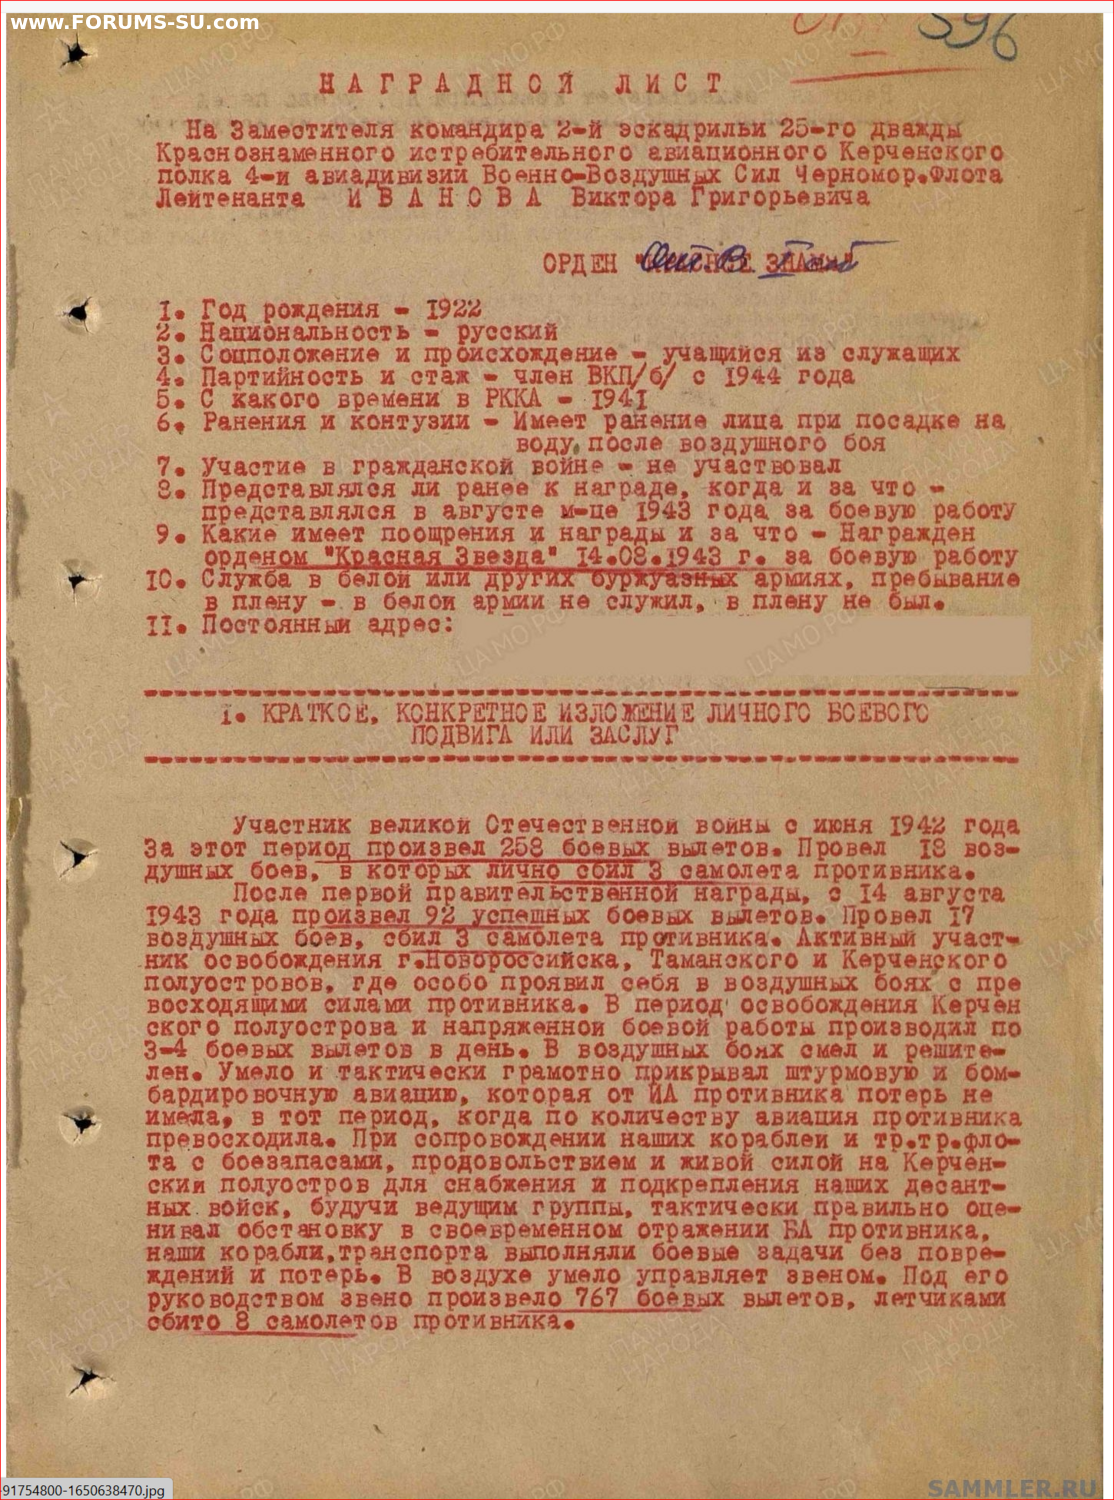 www.FORUMS-SU.com
396
НАГРАДНОЙ ЛИСТ
На Заместителя командира 2-й эскадрильи 25-го дважды
Краснознаменного истребительного авиационного Керченского
полка 4-й авиадивизии Военно-Воздушных Сил Черномор.Флота
Лейтенанта ИВАНОВА Виктора Григорьевича
ОРДЕН "КРАСНОЕ ЗНАМЯ"
1. Год рождения - 1922
2. Национальность - русский
3. Соцположение и происхождение - учащийся из служащих
4. Партийность и стаж - член ВКП/б/ с 1944 года
5. С какого времени в РККА - 1941
6. Ранения и контузии - Имеет ранение лица при посадке на
воду после воздушного боя
7. Участие в гражданской войне - не участвовал
8. Представлялся ли ранее к награде, когда и за что -
представлялся в августе м-це 1943 года за боевую работу
9. Какие имеет поощрения и награды и за что - Награжден
орденом "Красная Звезда" 14.08.1943 г. за боевую работу
10. Служба в белой или других буржуазных армиях, пребывание
в плену - в белой армии не служил, в плену не был.
11. Постоянный адрес:
1. КРАТКОЕ, КОНКРЕТНОЕ ИЗЛОЖЕНИЕ ЛИЧНОГО БОЕВОГО
ПОДВИГА ИЛИ ЗАСЛУГ
Участник великой Отечественной войны с июня 1942 года
За этот период произвел 258 боевых вылетов. Провел 18 воз-
душных боев, в которых лично сбил 3 самолета противника.
После первой правительственной награды, с 14 августа
1943 года произвел 92 успешных боевых вылетов. Провел 17
воздушных боев, сбил 3 самолета противника. Активный участ-
ник освобождения г.Новороссийска, Таманского и Керченского
полуостровов, где особо проявил себя в воздушных боях с пре
восходящими силами противника. В период освобождения Керчен
ского полуострова и напряженной боевой работы производил по
3-4 боевых вылетов в день. В воздушных боях смел и решите-
лен. Умело и тактически грамотно прикрывал штурмовую и бом-
бардировочную авиацию, которая от ИА противника потерь не
имела, в тот период, когда по количеству авиация противника
превосходила. При сопровождении наших кораблей и тр.тр.фло-
та с боезапасами, продовольствием и живой силой на Керчен-
ский полуостров для снабжения и подкрепления наших десант-
ных войск, будучи ведущим группы, тактически правильно оце-
нивал обстановку в своевременном отражении БА противника,
наши корабли,транспорта выполняли боевые задачи без повре-
ждений и потерь. В воздухе умело управляет звеном. Под его
руководством звено произвело 767 боевых вылетов, летчиками
сбито 8 самолетов противника.
91754800-1650638470.jpg
SAMMLER.RU